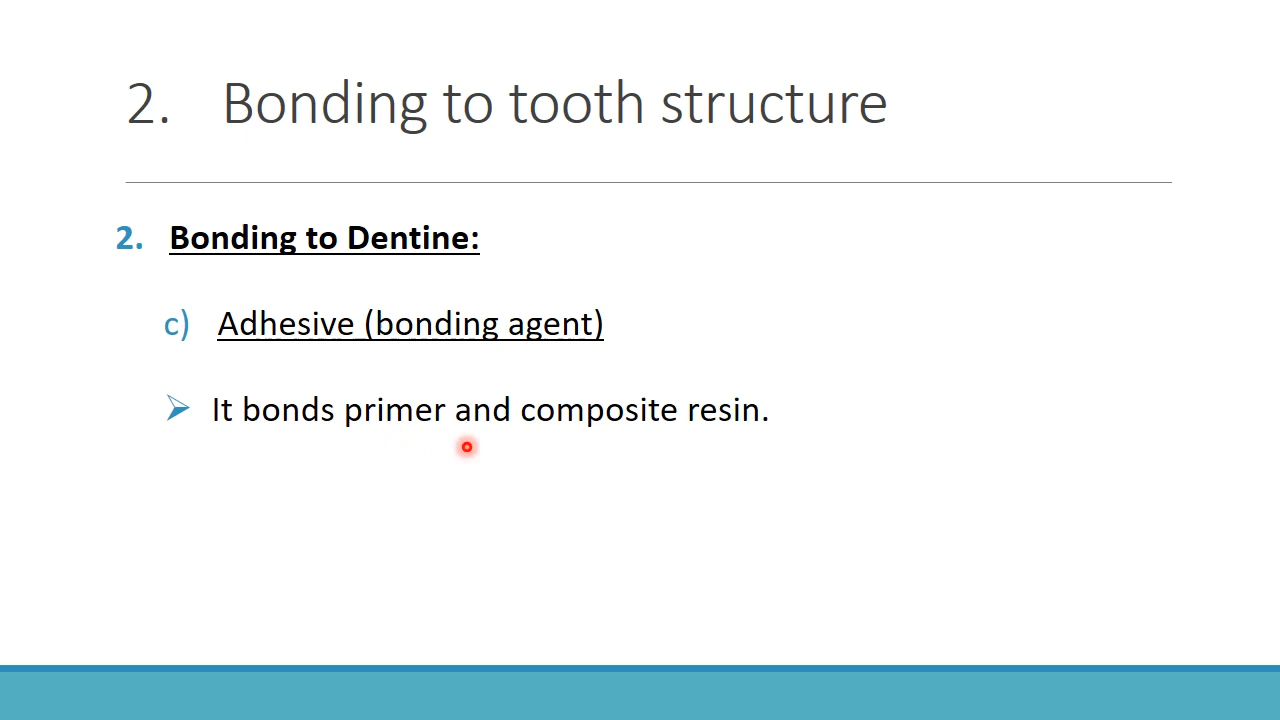 2. Bonding to tooth structure
2. Bonding to Dentine:
c) Adhesive (bonding agent)
It bonds primer and composite resin.